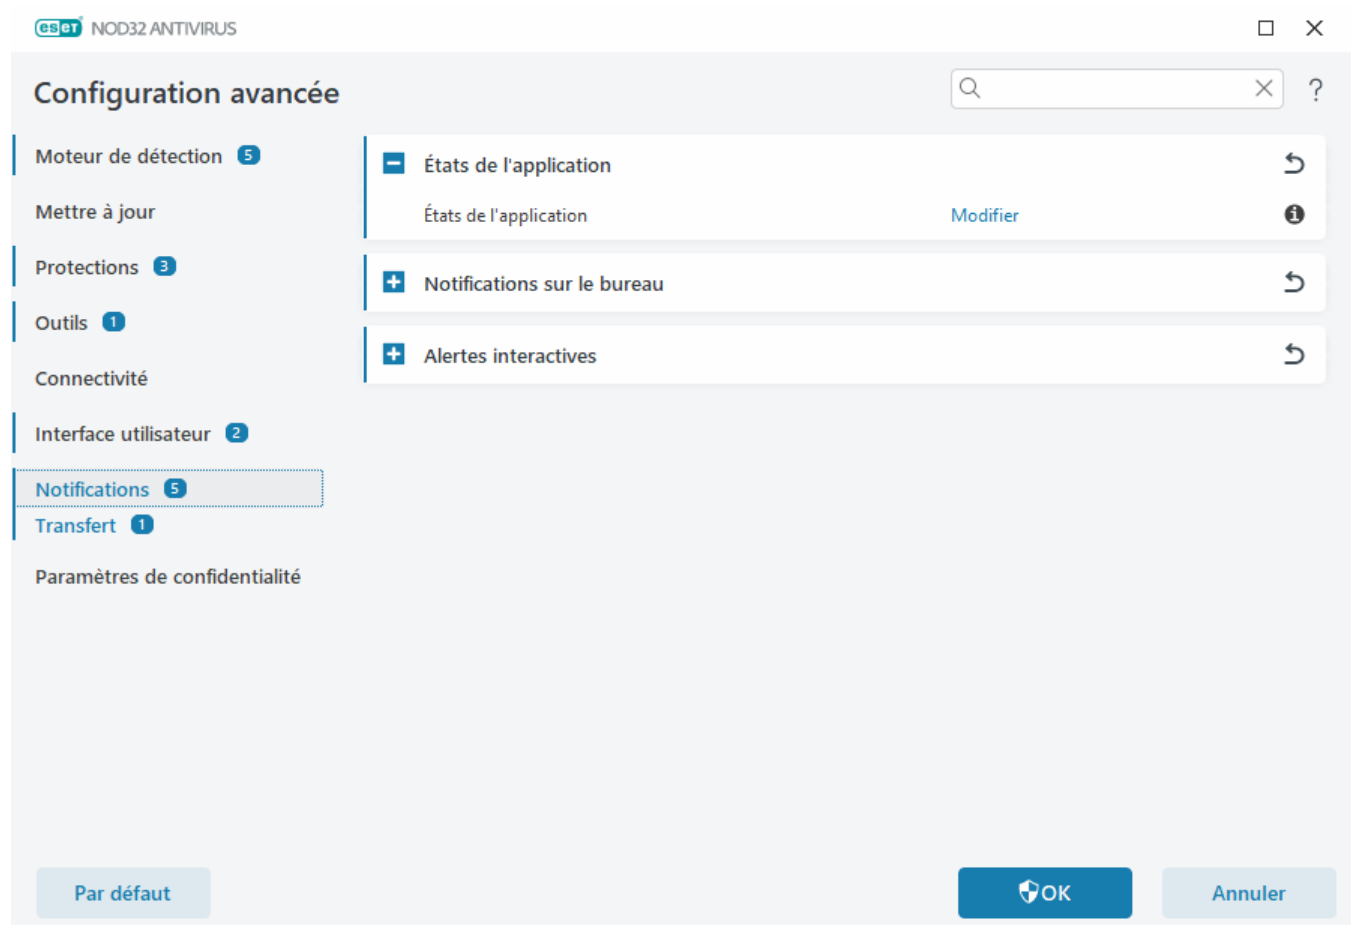 eseT NOD32 ANTIVIRUS
Configuration avancée
?
Moteur de détection 5
Mettre à jour
Protections 3
Outils 1
Connectivité
Interface utilisateur 2
Notifications 5
Transfert 1
Paramètres de confidentialité
États de l'application
États de l'application Modifier
Notifications sur le bureau
Alertes interactives
Par défaut
OK
Annuler